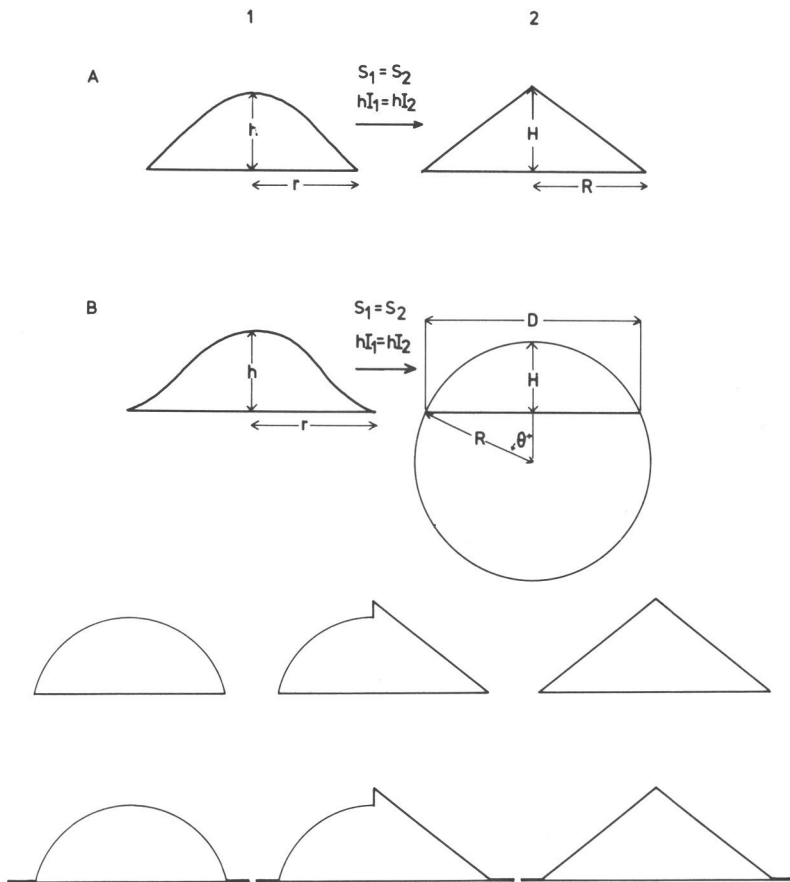 1 2
A
S₁ = S₂
hI₁ = hI₂
h
r
H
R
B
S₁ = S₂
hI₁ = hI₂
h
r
D
H
R
θ